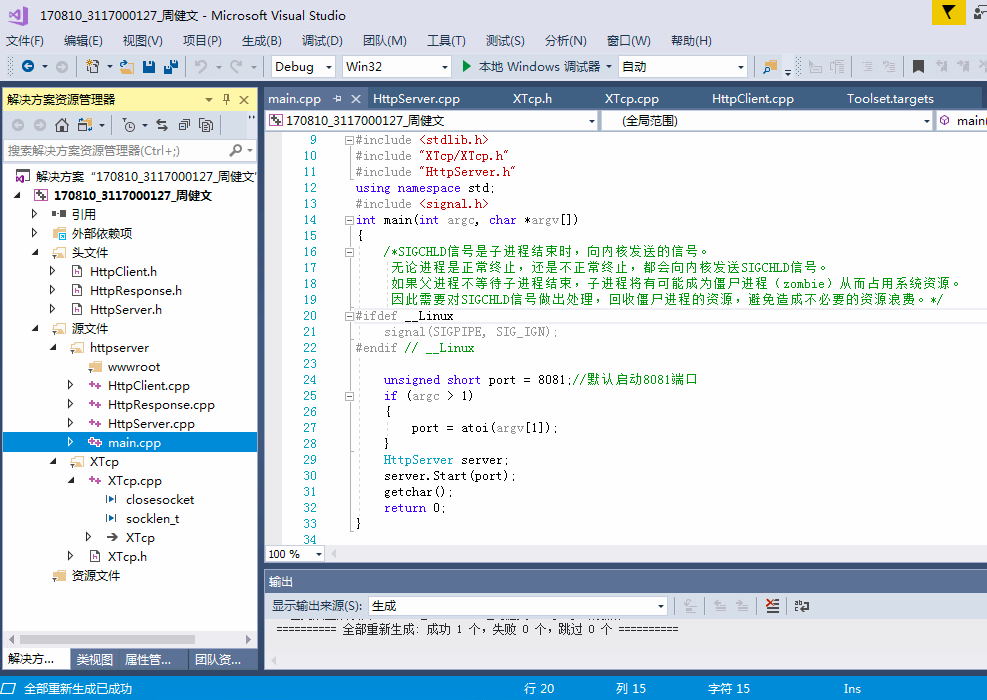 170810_3117000127_周健文 - Microsoft Visual Studio
文件(F) 编辑(E) 视图(V) 项目(P) 生成(B) 调试(D) 团队(M) 工具(T) 测试(S) 分析(N) 窗口(W) 帮助(H)
Debug Win32 本地 Windows 调试器 自动
解决方案资源管理器
搜索解决方案资源管理器(Ctrl+;)
解决方案 "170810_3117000127_周健文"
170810_3117000127_周健文
引用
外部依赖项
头文件
HttpClient.h
HttpResponse.h
HttpServer.h
源文件
httpserver
wwwroot
HttpClient.cpp
HttpResponse.cpp
HttpServer.cpp
main.cpp
XTcp
XTcp.cpp
closesocket
socklen_t
XTcp
XTcp.h
资源文件
解决方... 类视图 属性管... 团队资...
main.cpp HttpServer.cpp XTcp.h XTcp.cpp HttpClient.cpp Toolset.targets
170810_3117000127_周健文 (全局范围) main(
9 #include <stdlib.h>
10 #include "XTcp/XTcp.h"
11 #include "HttpServer.h"
12 using namespace std;
13 #include <signal.h>
14 int main(int argc, char *argv[])
15 {
16 /*SIGCHLD信号是子进程结束时，向内核发送的信号。
17 无论进程是正常终止，还是不正常终止，都会向内核发送SIGCHLD信号。
18 如果父进程不等待子进程结束，子进程将有可能成为僵尸进程（zombie）从而占用系统资源。
19 因此需要对SIGCHLD信号做出处理，回收僵尸进程的资源，避免造成不必要的资源浪费。*/
20 #ifdef __Linux
21 signal(SIGPIPE, SIG_IGN);
22 #endif // __Linux
23
24 unsigned short port = 8081;//默认启动8081端口
25 if (argc > 1)
26 {
27 port = atoi(argv[1]);
28 }
29 HttpServer server;
30 server.Start(port);
31 getchar();
32 return 0;
33 }
34
100 %
输出
显示输出来源(S): 生成
========== 全部重新生成: 成功 1 个，失败 0 个，跳过 0 个 ==========
全部重新生成已成功 行 20 列 15 字符 15 Ins